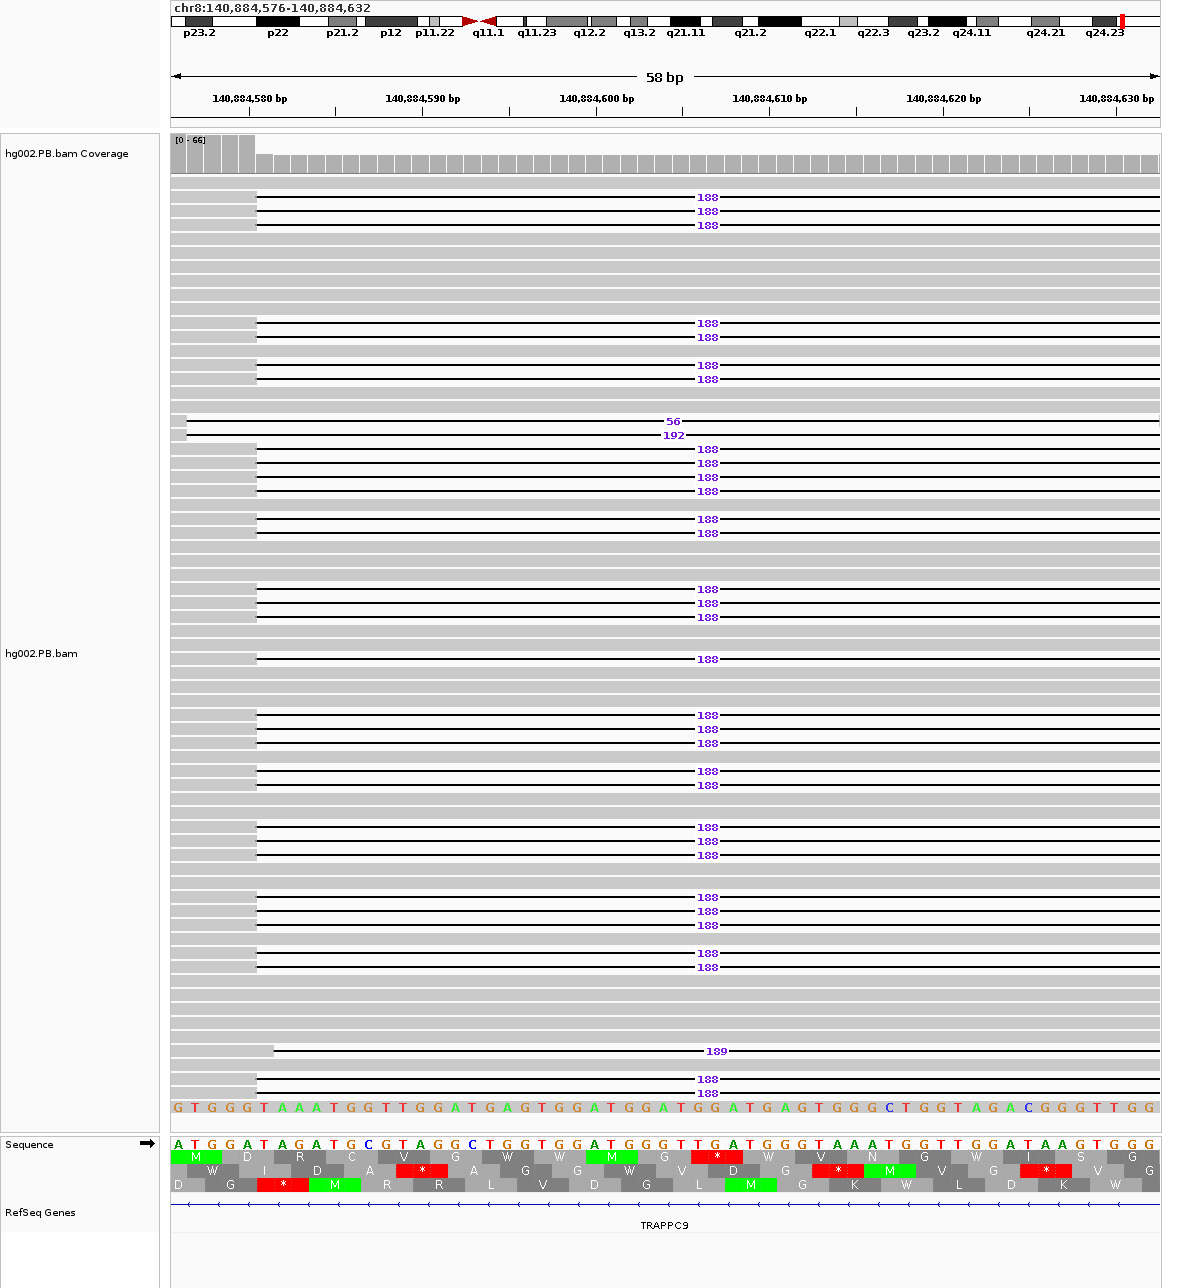 chr8:140,884,576-140,884,632
p23.2 p22 p21.2 p12 p11.22 q11.1 q11.23 q12.2 q13.2 q21.11 q21.2 q22.1 q22.3 q23.2 q24.11 q24.21 q24.23
58 bp
140,884,580 bp 140,884,590 bp 140,884,600 bp 140,884,610 bp 140,884,620 bp 140,884,630 bp
[0 - 66]
hg002.PB.bam Coverage
188
188
188
188
188
188
188
56
192
188
188
188
188
188
188
188
188
188
hg002.PB.bam
188
188
188
188
188
188
188
188
188
188
188
188
188
188
189
188
188
G T G G G T A A A T G G T T G G A T G A G T G G A T G G A T G G A T G A G T G G G C T G G T A G A C G G G T T G G
Sequence
A T G G A T A G A T G C G T A G G C T G G T G G A T G G G T T G A T G G G T A A A T G G T T G G A T A A G T G G G
M D R C V G W W M G * W V N G W I S G
W I D A * A G G W V D G * M V G * V G
D G * M R R L V D G L M G K W L D K W
RefSeq Genes
TRAPPC9